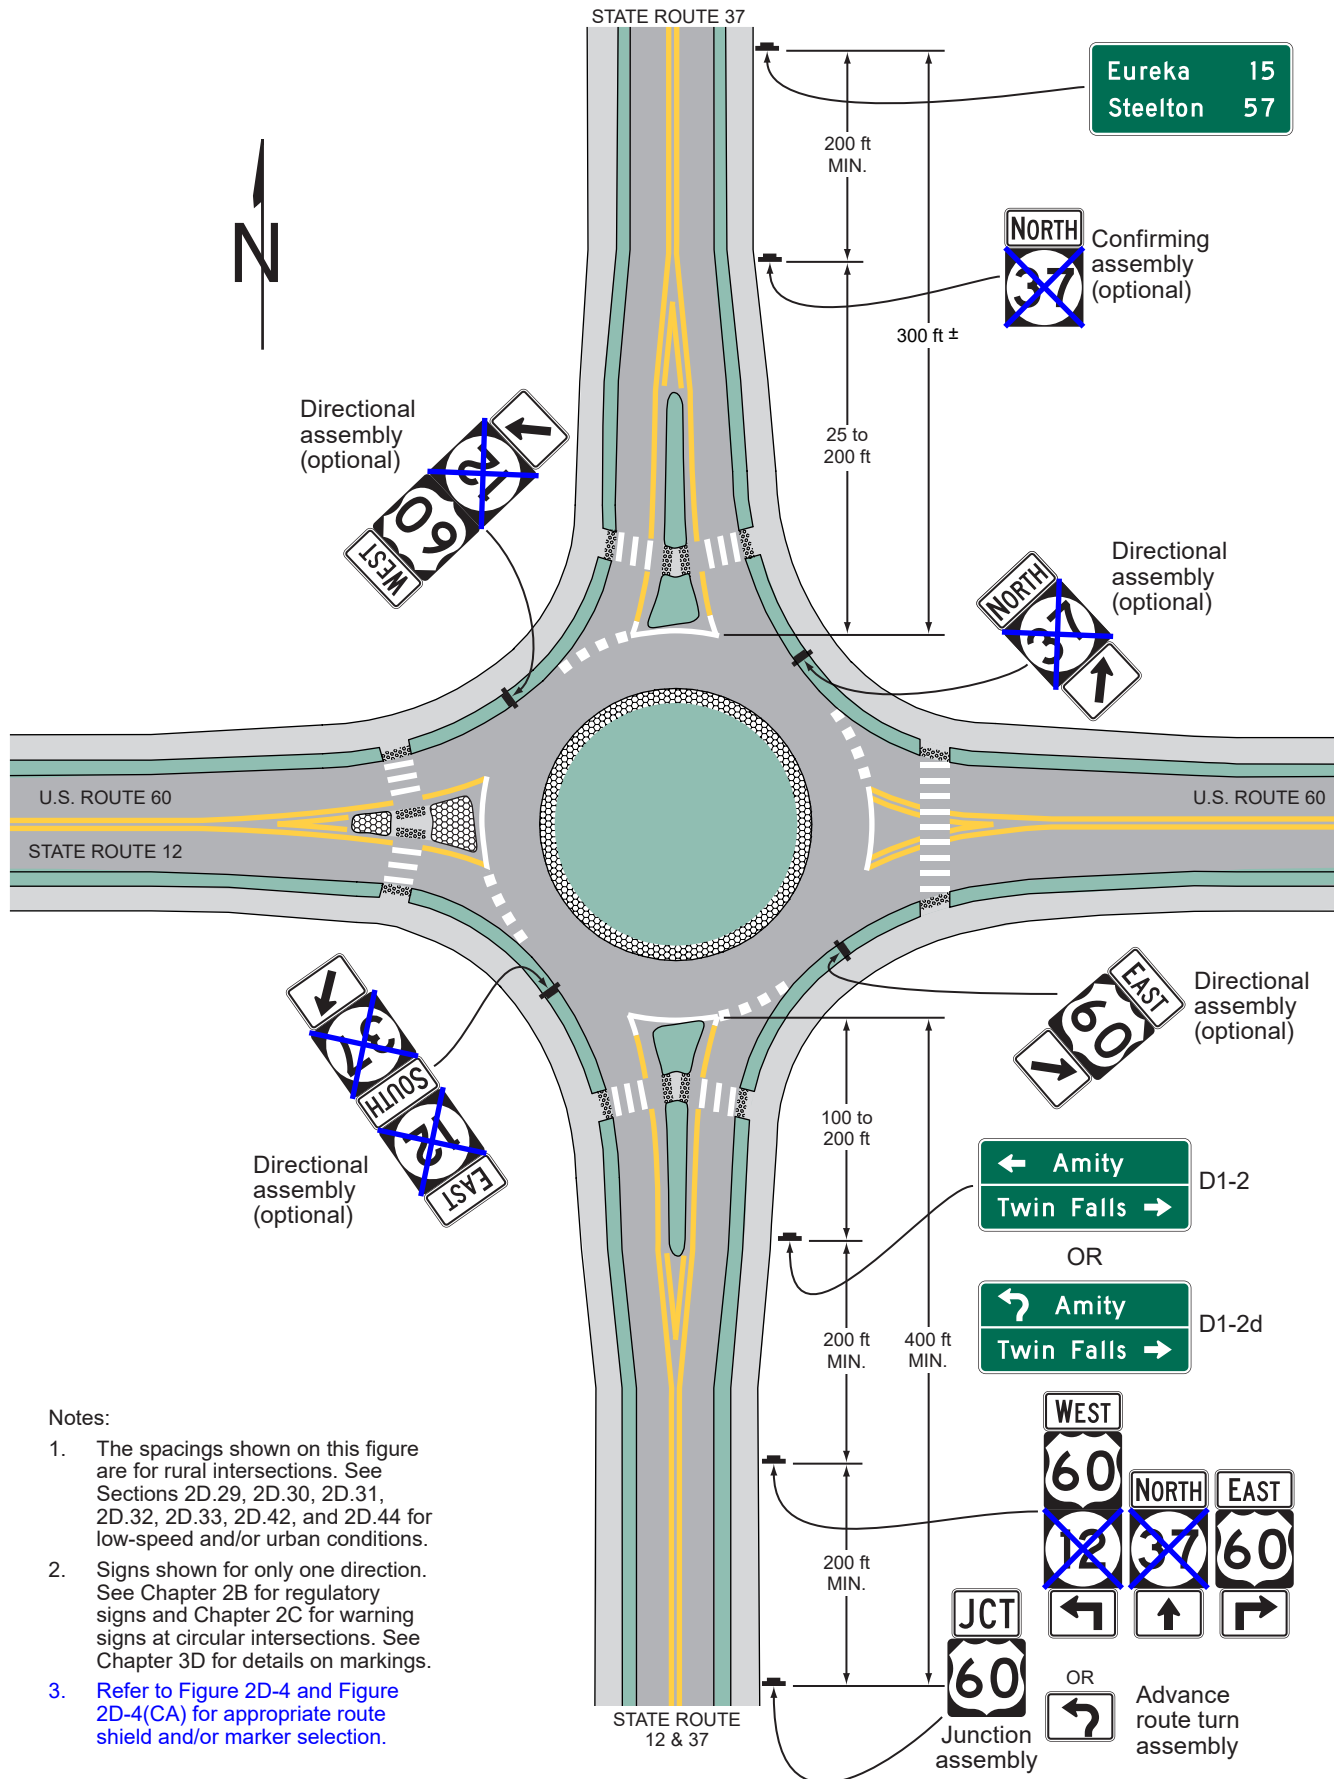 STATE ROUTE 37
Eureka 15
Steelton 57
200 ft
MIN.
N
NORTH
37
Confirming
assembly
(optional)
300 ft ±
Directional
assembly
(optional)
12
60
WEST
25 to
200 ft
Directional
assembly
(optional)
NORTH
37
U.S. ROUTE 60
STATE ROUTE 12
U.S. ROUTE 60
37
SOUTH
12
EAST
Directional
assembly
(optional)
EAST
60
Directional
assembly
(optional)
100 to
200 ft
Amity
Twin Falls
D1-2
OR
Amity
Twin Falls
D1-2d
200 ft
MIN.
400 ft
MIN.
WEST
60
12
NORTH
37
EAST
60
200 ft
MIN.
JCT
60
Junction
assembly
OR
Advance
route turn
assembly
STATE ROUTE
12 & 37
Notes:
1. The spacings shown on this figure
are for rural intersections. See
Sections 2D.29, 2D.30, 2D.31,
2D.32, 2D.33, 2D.42, and 2D.44 for
low-speed and/or urban conditions.
2. Signs shown for only one direction.
See Chapter 2B for regulatory
signs and Chapter 2C for warning
signs at circular intersections. See
Chapter 3D for details on markings.
3. Refer to Figure 2D-4 and Figure
2D-4(CA) for appropriate route
shield and/or marker selection.